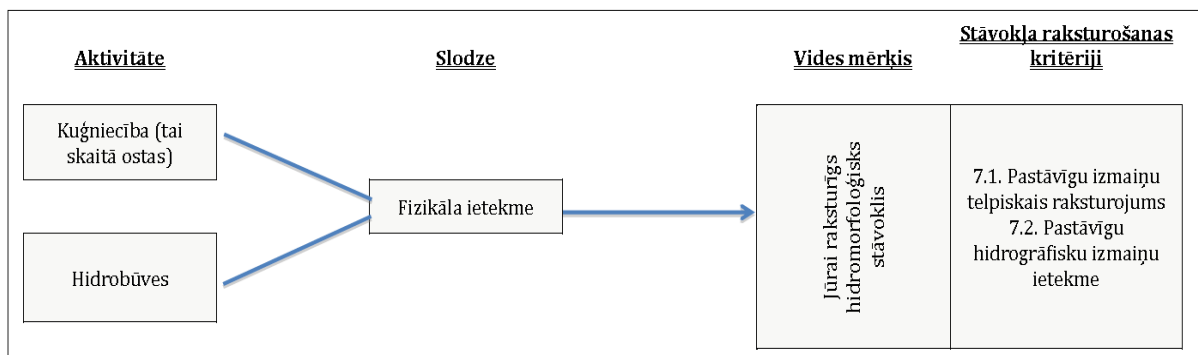 Aktivitāte
Slodze
Vides mērķis
Stāvokļa raksturošanas
kritēriji
Kuģniecība (tai
skaitā ostas)
Hidrobūves
Fizikāla ietekme
Jūrai raksturīgs
hidromorfoloģisks
stāvoklis
7.1. Pastāvīgu izmaiņu
telpiskais raksturojums
7.2. Pastāvīgu
hidrogrāfisku izmaiņu
ietekme